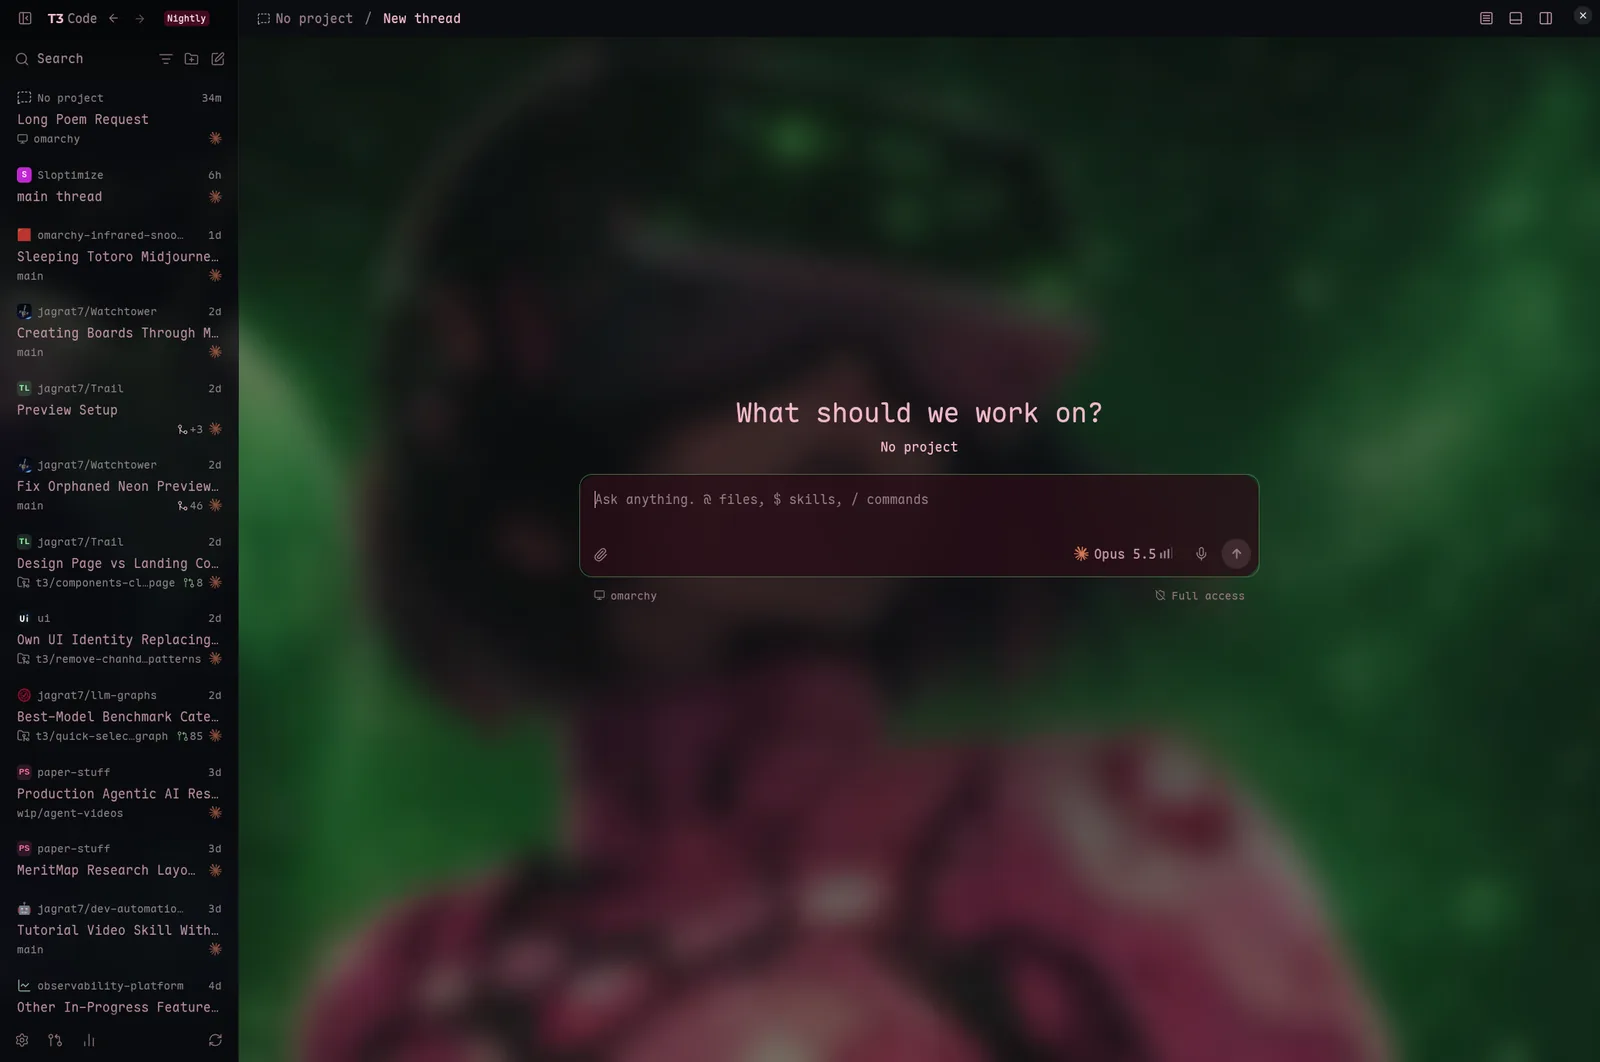 T3 Code
Nightly
No project / New thread
Search
No project 34m
Long Poem Request
omarchy
S Sloptimize 6h
main thread
omarchy-infrared-snoo… 1d
Sleeping Totoro Midjourne…
main
jagrat7/Watchtower 2d
Creating Boards Through M…
main
TL jagrat7/Trail 2d
Preview Setup
+3
jagrat7/Watchtower 2d
Fix Orphaned Neon Preview…
main 46
TL jagrat7/Trail 2d
Design Page vs Landing Co…
t3/components-cl…page 8
Ui ui 2d
Own UI Identity Replacing…
t3/remove-chanhd…patterns
jagrat7/llm-graphs 2d
Best-Model Benchmark Cate…
t3/quick-selec…graph 85
PS paper-stuff 3d
Production Agentic AI Res…
wip/agent-videos
PS paper-stuff 3d
MeritMap Research Layo…
jagrat7/dev-automatio… 3d
Tutorial Video Skill With…
main
observability-platform 4d
Other In-Progress Feature…
What should we work on?
No project
Ask anything. @ files, $ skills, / commands
Opus 5.5
omarchy
Full access